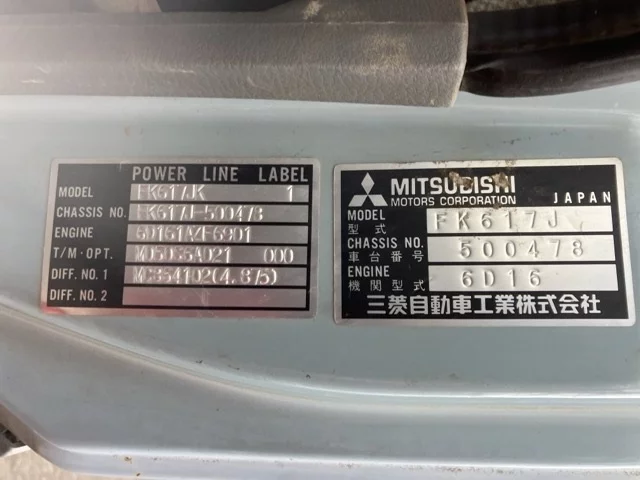 POWER LINE LABEL
MODEL FK617JK 1
CHASSIS NO. FK617J-500478
ENGINE
T/M・OPT. 000
DIFF. NO. 1
DIFF. NO. 2
MITSUBISHI
MOTORS CORPORATION JAPAN
MODEL
型式 FK617J
CHASSIS NO.
車台番号 500478
ENGINE
機関型式 6D16
三菱自動車工業株式会社